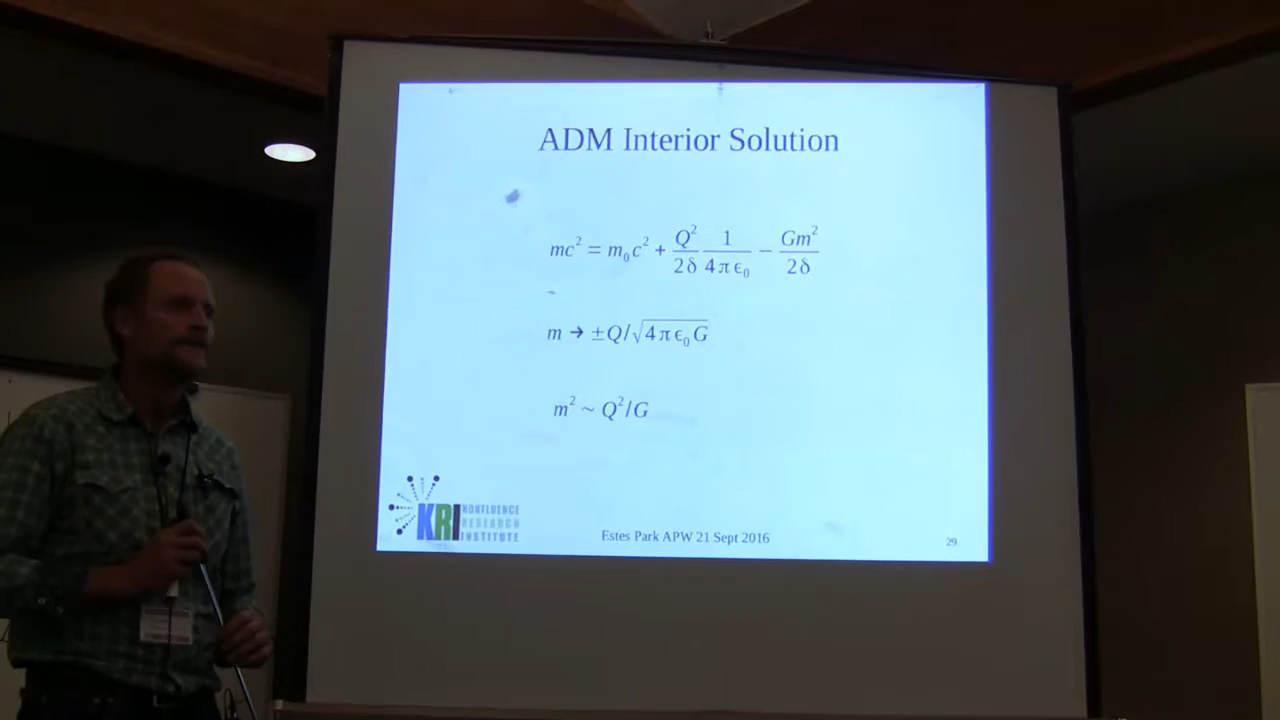 ADM Interior Solution
mc² = m₀c² + Q²/2δ 1/4πϵ₀ − Gm²/2δ
m → ±Q/√4πϵ₀G
m² ~ Q²/G
KRI KONFLUENCE
RESEARCH
INSTITUTE
Estes Park APW 21 Sept 2016
29